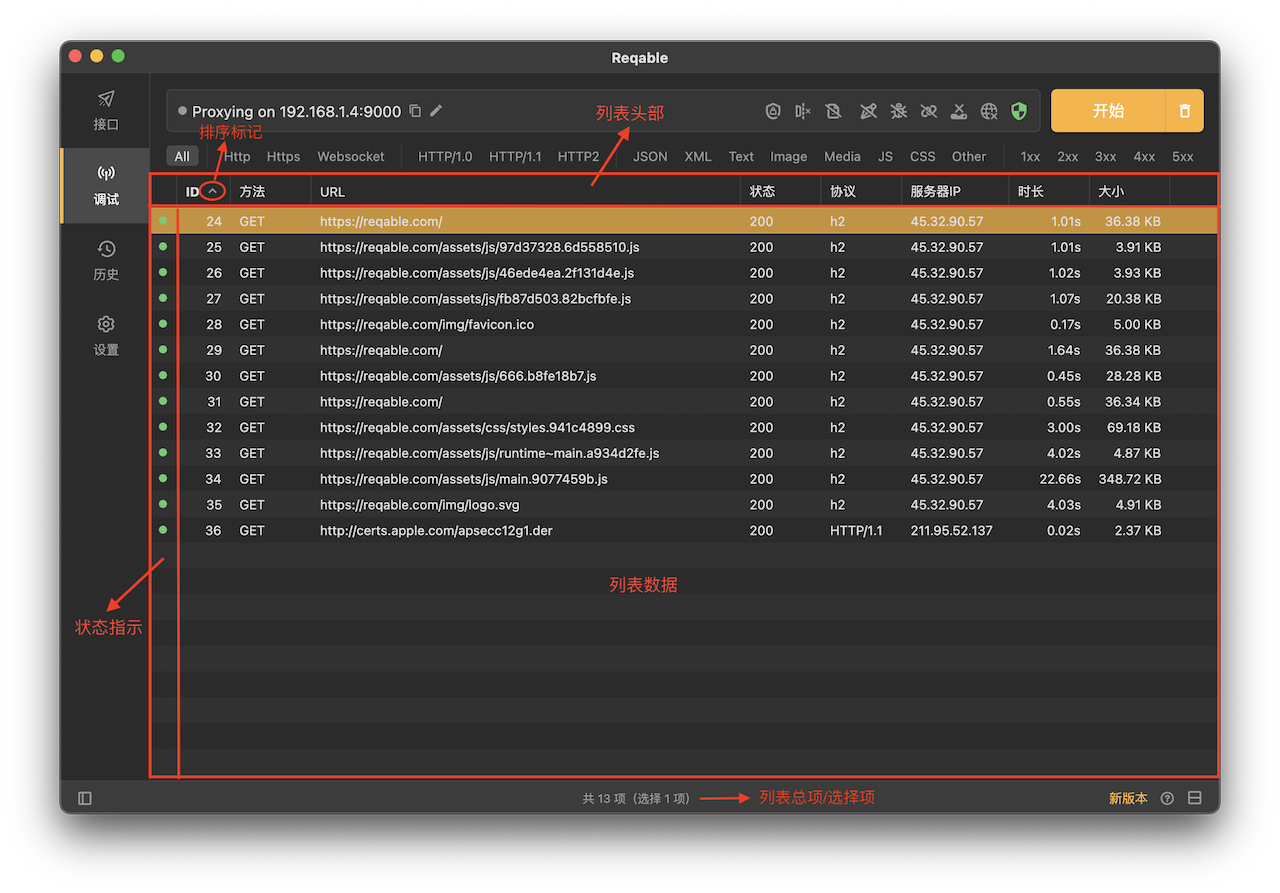 Reqable
接口
调试
历史
设置
Proxying on 192.168.1.4:9000
开始
排序标记
列表头部
All Http Https Websocket HTTP/1.0 HTTP/1.1 HTTP2 JSON XML Text Image Media JS CSS Other 1xx 2xx 3xx 4xx 5xx
ID 方法 URL 状态 协议 服务器IP 时长 大小
24 GET https://reqable.com/ 200 h2 45.32.90.57 1.01s 36.38 KB
25 GET https://reqable.com/assets/js/97d37328.6d558510.js 200 h2 45.32.90.57 1.01s 3.91 KB
26 GET https://reqable.com/assets/js/46ede4ea.2f131d4e.js 200 h2 45.32.90.57 1.02s 3.93 KB
27 GET https://reqable.com/assets/js/fb87d503.82bcfbfe.js 200 h2 45.32.90.57 1.07s 20.38 KB
28 GET https://reqable.com/img/favicon.ico 200 h2 45.32.90.57 0.17s 5.00 KB
29 GET https://reqable.com/ 200 h2 45.32.90.57 1.64s 36.38 KB
30 GET https://reqable.com/assets/js/666.b8fe18b7.js 200 h2 45.32.90.57 0.45s 28.28 KB
31 GET https://reqable.com/ 200 h2 45.32.90.57 0.55s 36.34 KB
32 GET https://reqable.com/assets/css/styles.941c4899.css 200 h2 45.32.90.57 3.00s 69.18 KB
33 GET https://reqable.com/assets/js/runtime~main.a934d2fe.js 200 h2 45.32.90.57 4.02s 4.87 KB
34 GET https://reqable.com/assets/js/main.9077459b.js 200 h2 45.32.90.57 22.66s 348.72 KB
35 GET https://reqable.com/img/logo.svg 200 h2 45.32.90.57 4.03s 4.91 KB
36 GET http://certs.apple.com/apsecc12g1.der 200 HTTP/1.1 211.95.52.137 0.02s 2.37 KB
列表数据
状态指示
共 13 项（选择 1 项）
列表总项/选择项
新版本